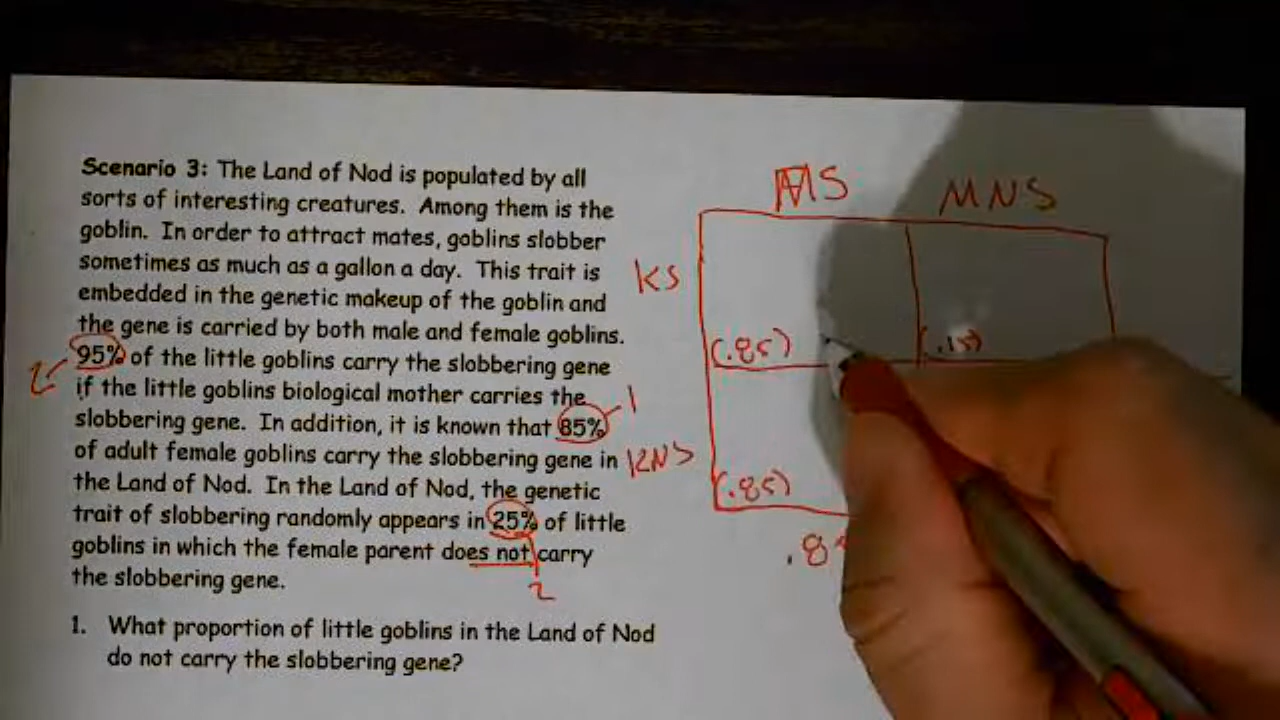 Scenario 3: The Land of Nod is populated by all
sorts of interesting creatures. Among them is the
goblin. In order to attract mates, goblins slobber
sometimes as much as a gallon a day. This trait is
embedded in the genetic makeup of the goblin and
the gene is carried by both male and female goblins.
95% of the little goblins carry the slobbering gene
if the little goblins biological mother carries the
slobbering gene. In addition, it is known that 85%
of adult female goblins carry the slobbering gene in
the Land of Nod. In the Land of Nod, the genetic
trait of slobbering randomly appears in 25% of little
goblins in which the female parent does not carry
the slobbering gene.
1. What proportion of little goblins in the Land of Nod
do not carry the slobbering gene?
2
1
2
MS
MNS
KS
(.85)
(.15)
KNS
(.85)
.8